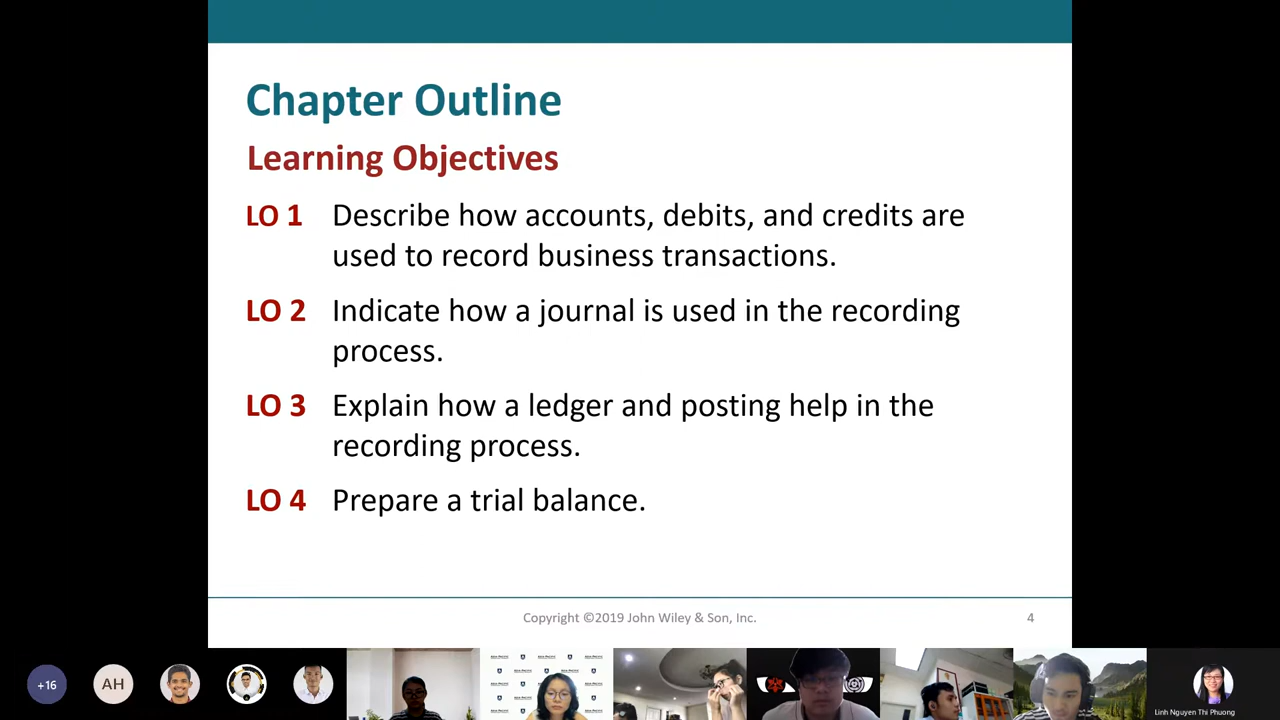 Chapter Outline
Learning Objectives
LO 1 Describe how accounts, debits, and credits are
used to record business transactions.
LO 2 Indicate how a journal is used in the recording
process.
LO 3 Explain how a ledger and posting help in the
recording process.
LO 4 Prepare a trial balance.
Copyright ©2019 John Wiley & Son, Inc. 4
+16 AH
Linh Nguyen Thi Phuong